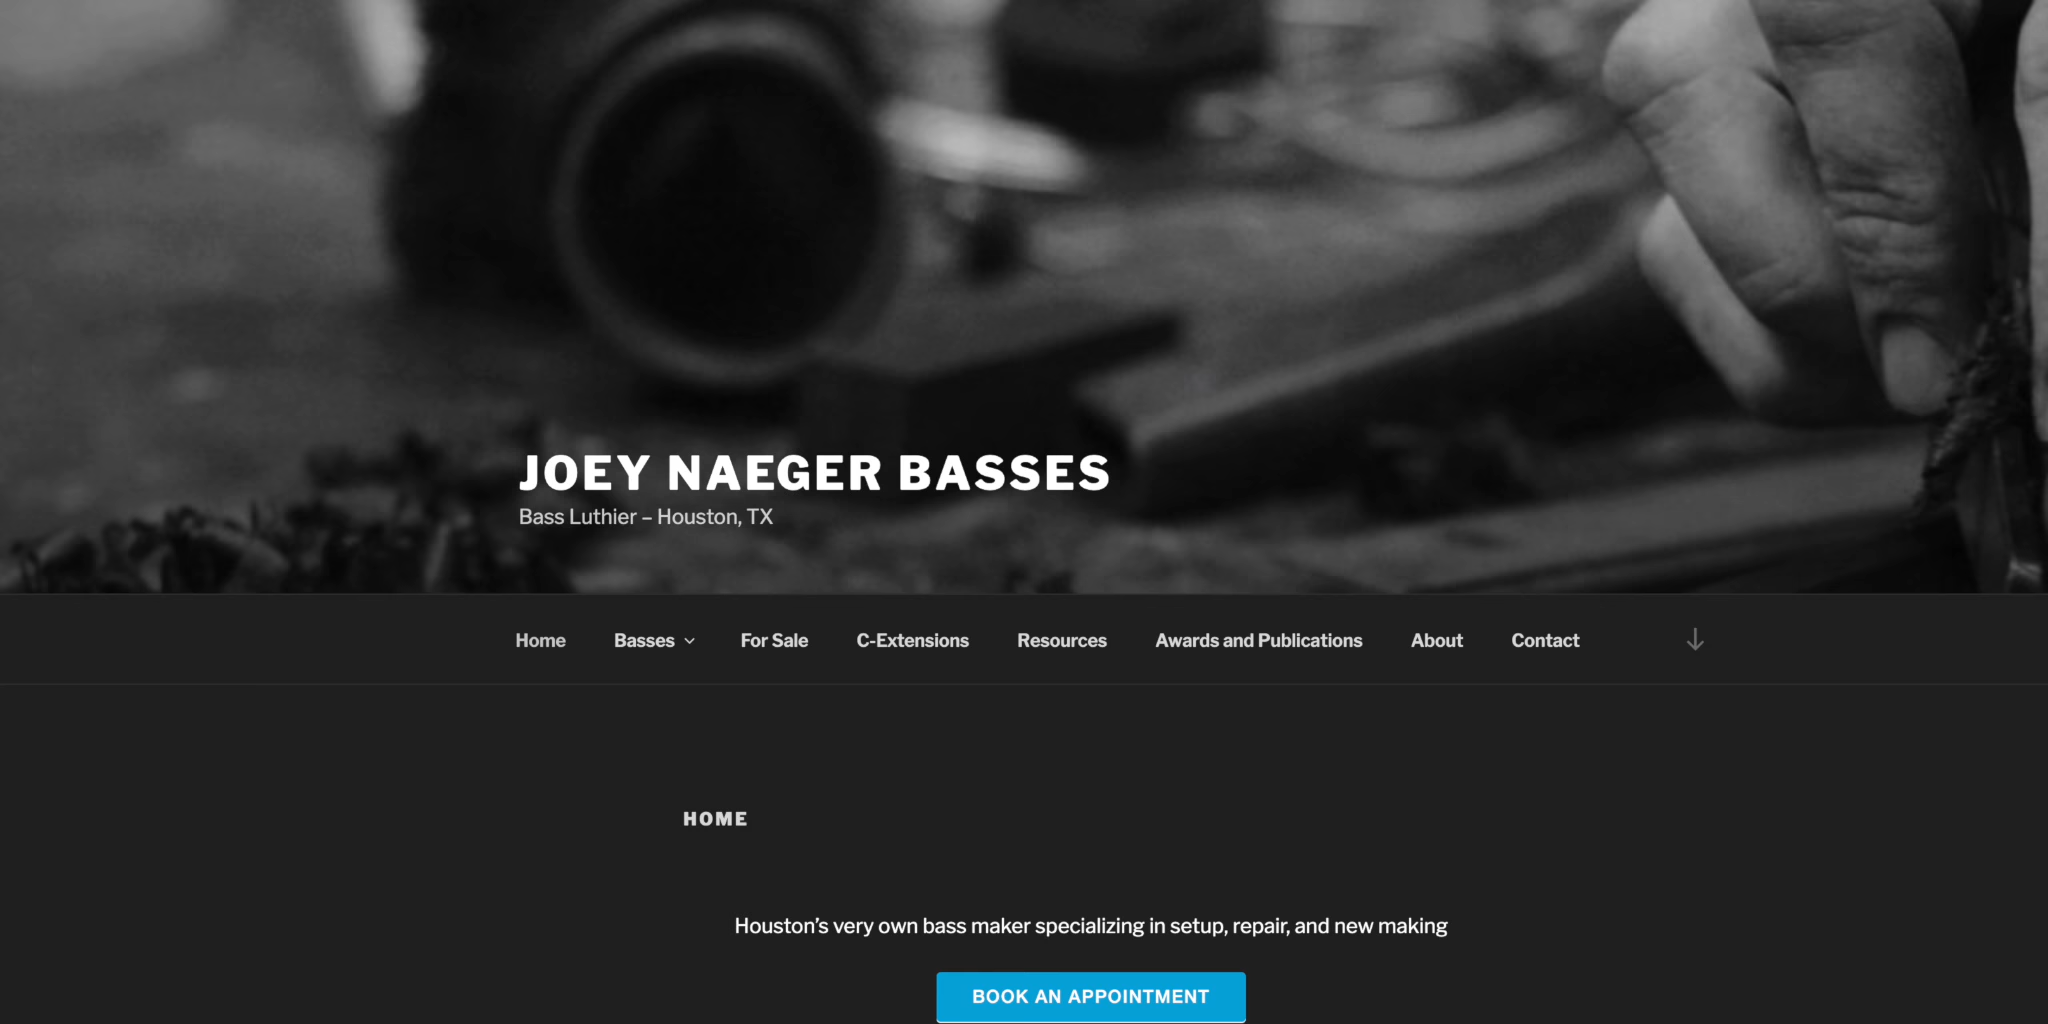 JOEY NAEGER BASSES
Bass Luthier – Houston, TX
Home Basses For Sale C-Extensions Resources Awards and Publications About Contact
HOME
Houston’s very own bass maker specializing in setup, repair, and new making
BOOK AN APPOINTMENT